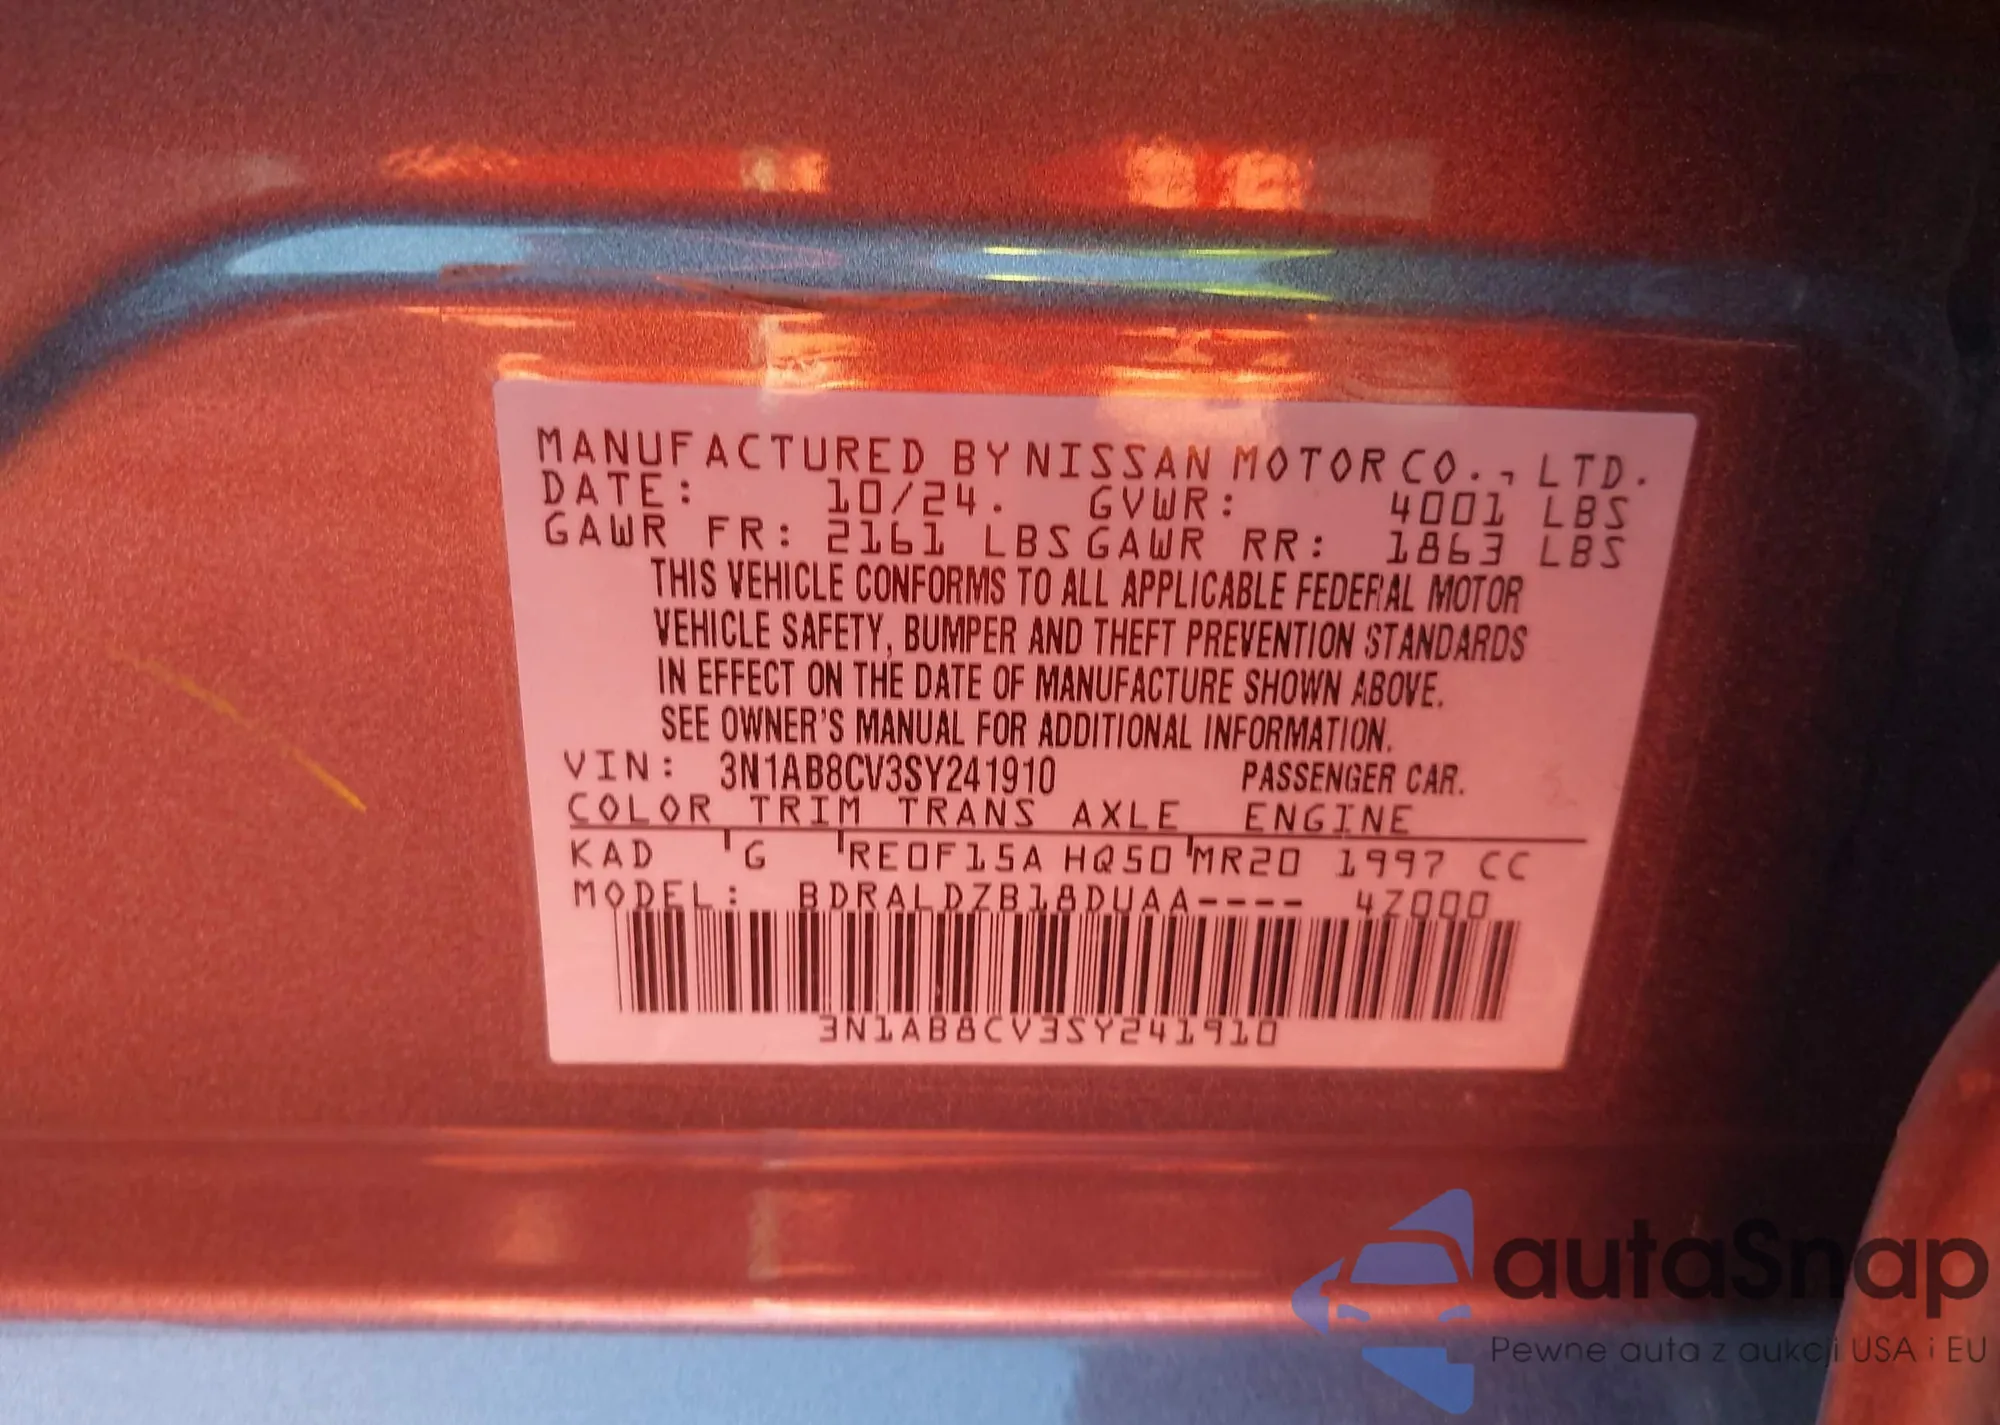 MANUFACTURED BY NISSAN MOTOR CO., LTD.
DATE: 10/24. GVWR: 4001 LBS
GAWR FR: 2161 LBS GAWR RR: 1863 LBS
THIS VEHICLE CONFORMS TO ALL APPLICABLE FEDERAL MOTOR
VEHICLE SAFETY, BUMPER AND THEFT PREVENTION STANDARDS
IN EFFECT ON THE DATE OF MANUFACTURE SHOWN ABOVE.
SEE OWNER'S MANUAL FOR ADDITIONAL INFORMATION.
VIN: 3N1AB8CV3SY241910 PASSENGER CAR.
COLOR TRIM TRANS AXLE ENGINE
KAD G RE0F15A HQ50 MR20 1997 CC
MODEL: BDRALDZB18DUAA---- 4Z000
3N1AB8CV3SY241910
autaSnap
Pewne auta z aukcji USA i EU